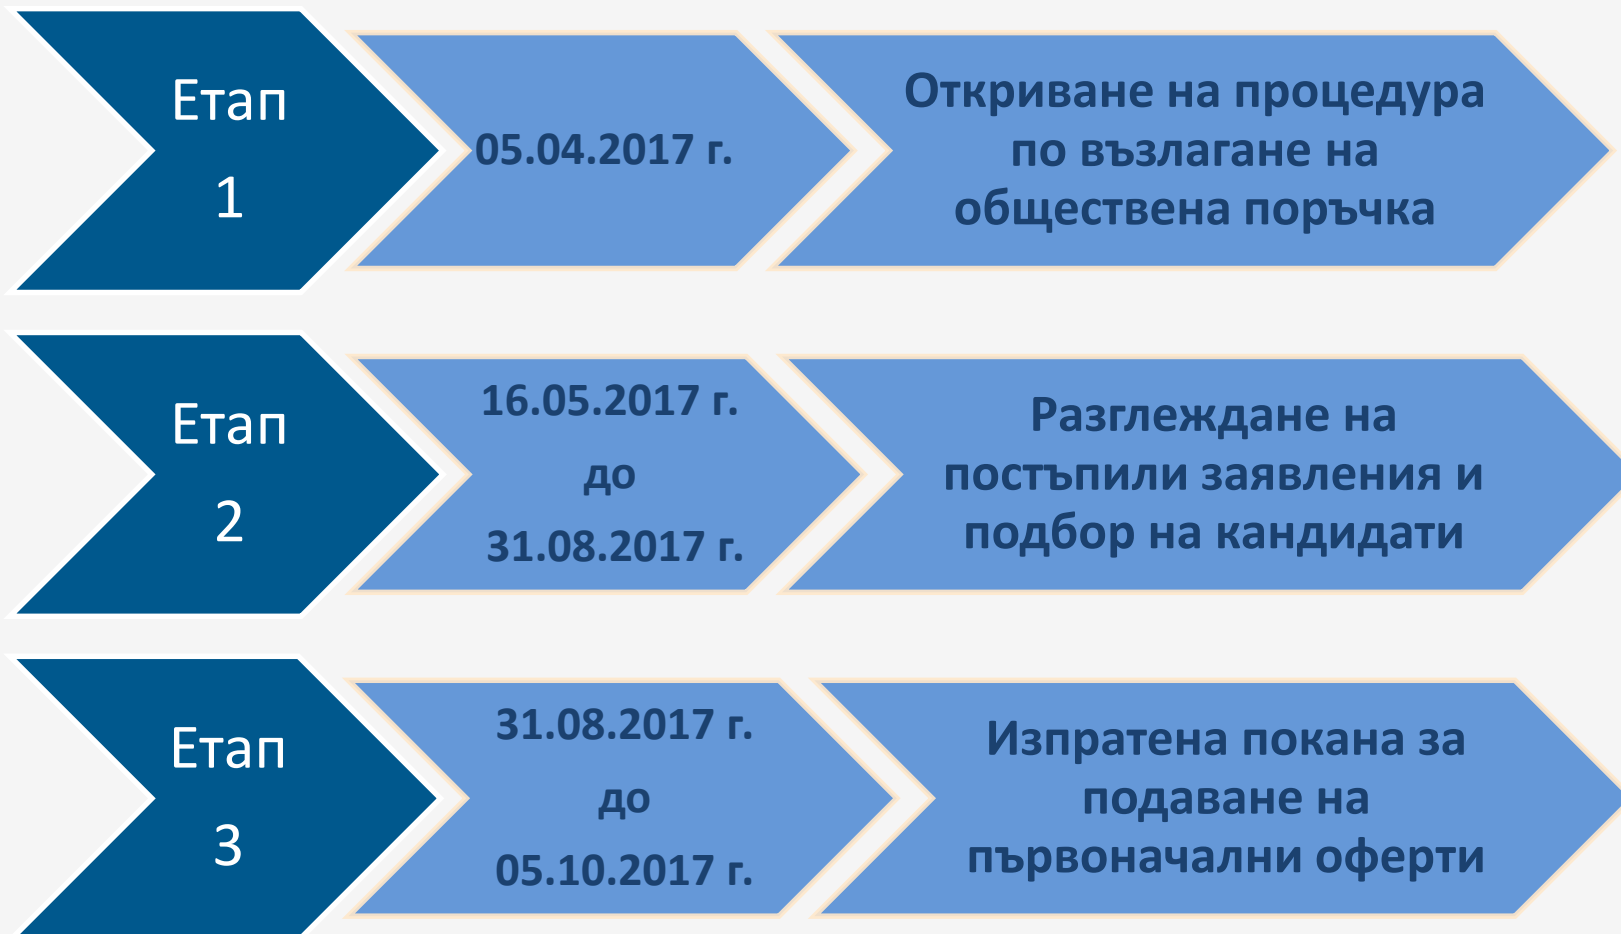 Етап
1
05.04.2017 г.
Откриване на процедура
по възлагане на
обществена поръчка
Етап
2
16.05.2017 г.
до
31.08.2017 г.
Разглеждане на
постъпили заявления и
подбор на кандидати
Етап
3
31.08.2017 г.
до
05.10.2017 г.
Изпратена покана за
подаване на
първоначални оферти